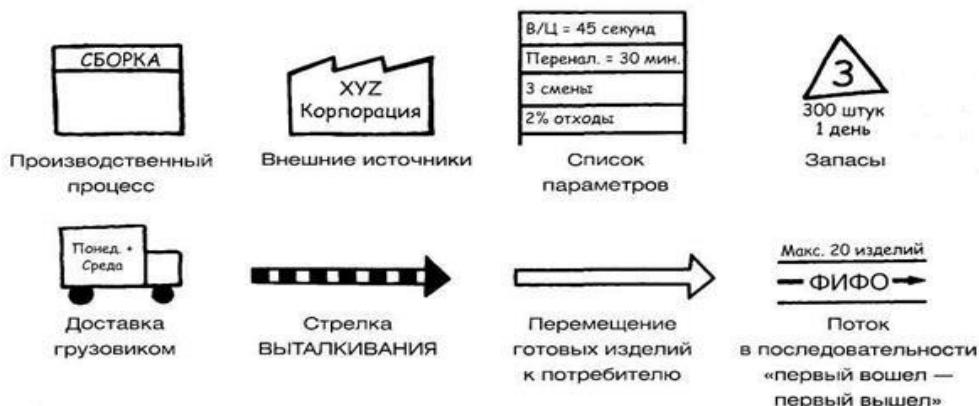 СБОРКА
Производственный
процесс
XYZ
Корпорация
Внешние источники
В/Ц = 45 секунд
Перенал. = 30 мин.
3 смены
2% отходы
Список
параметров
З
300 штук
1 день
Запасы
Понед. +
Среда
Доставка
грузовиком
Стрелка
ВЫТАЛКИВАНИЯ
Перемещение
готовых изделий
к потребителю
Макс. 20 изделий
ФИФО
Поток
в последовательности
«первый вошел —
первый вышел»